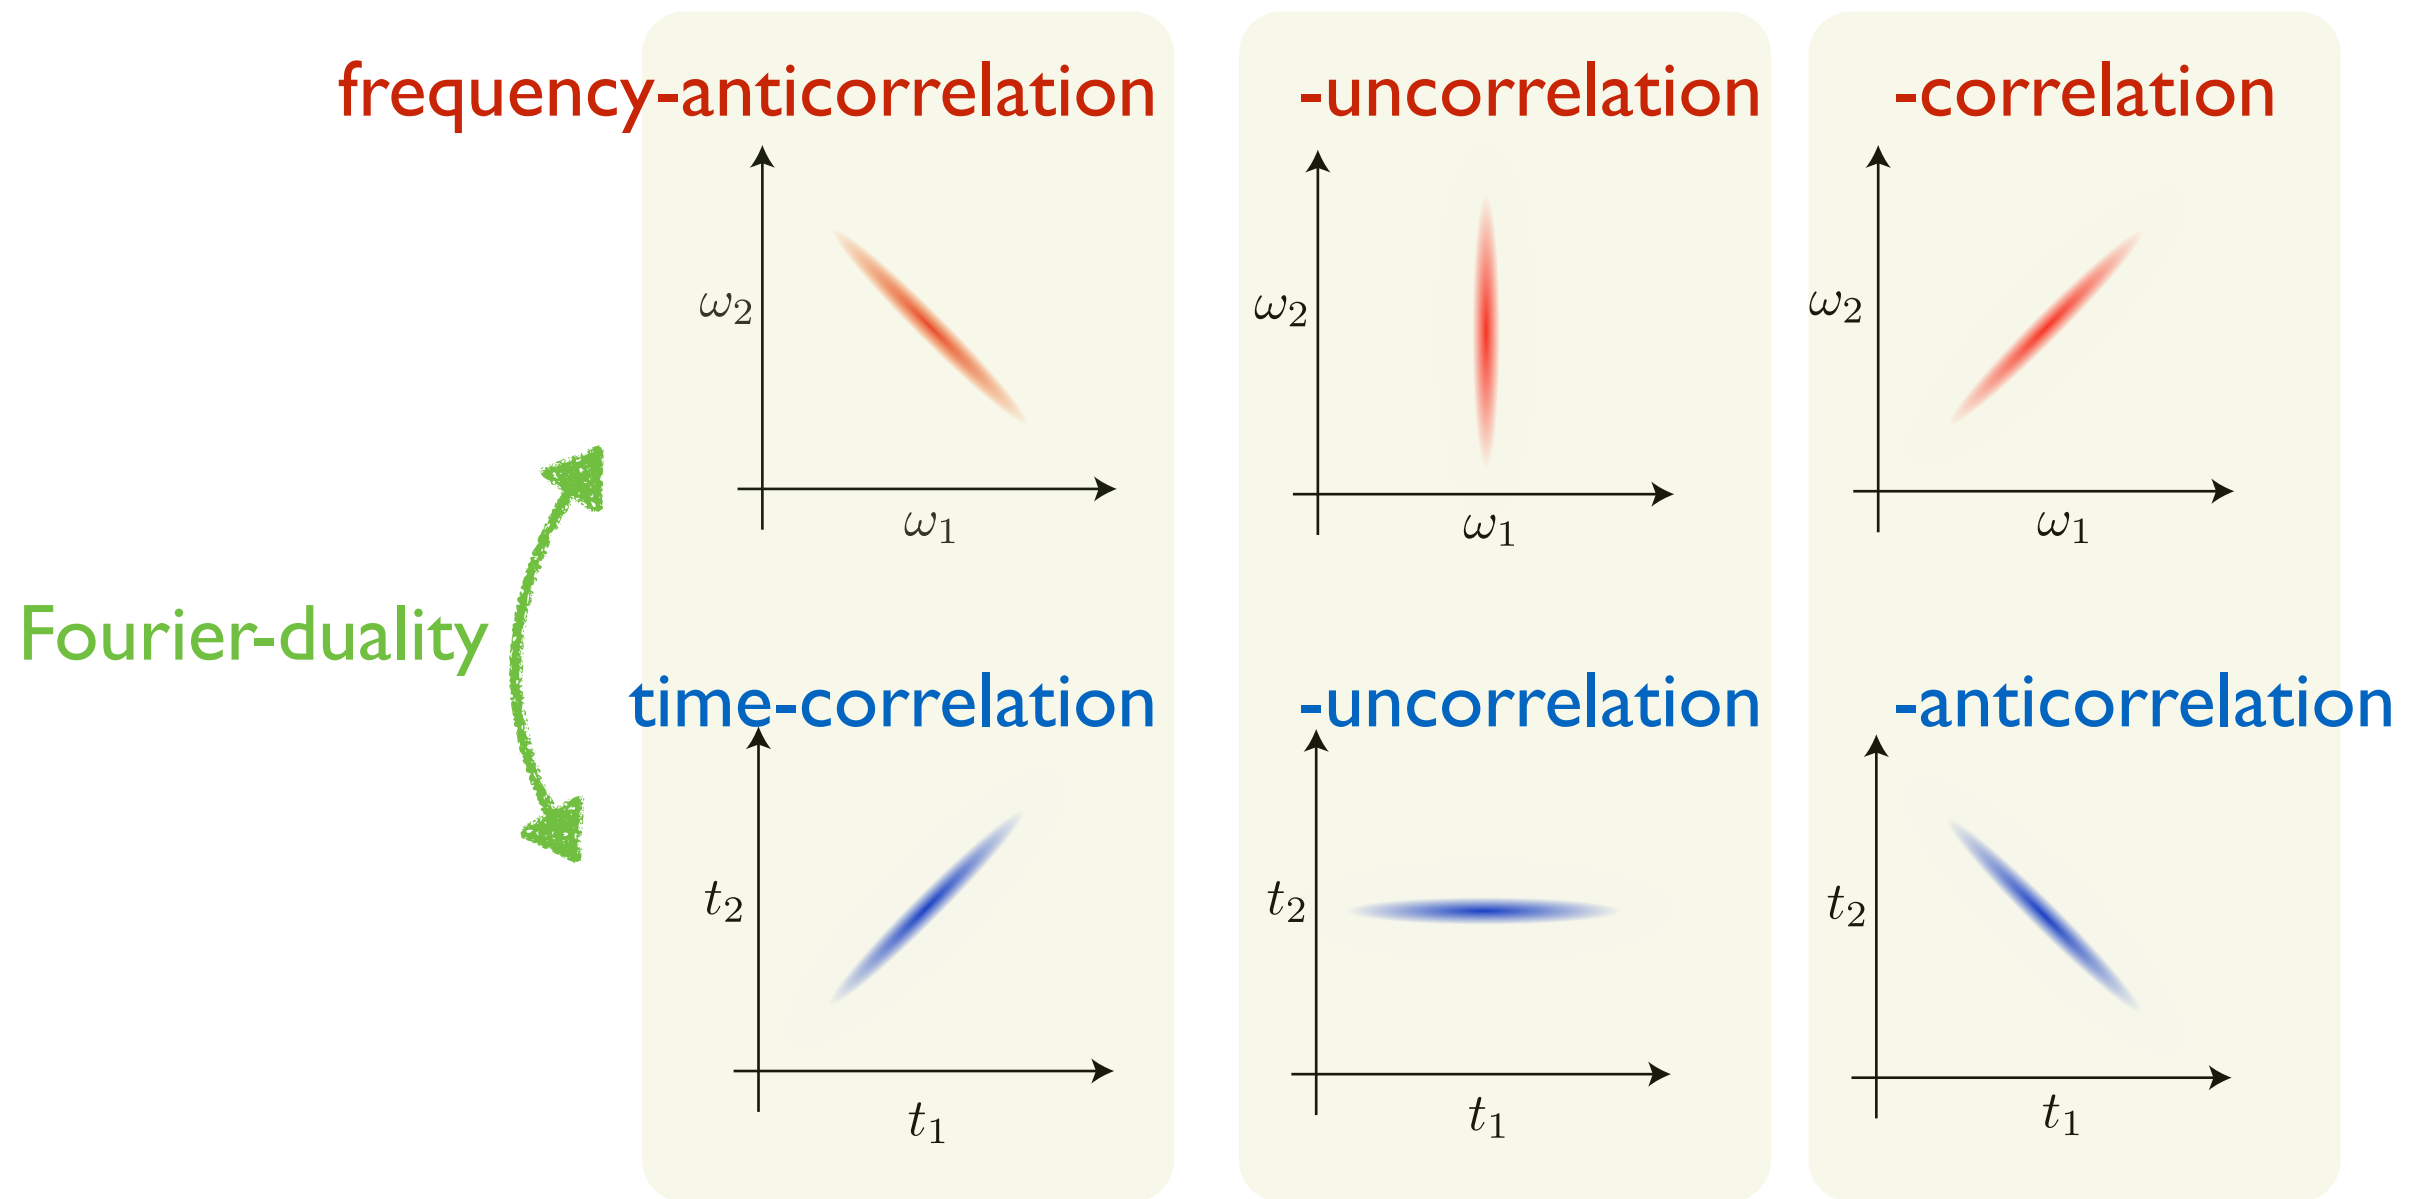 frequency-anticorrelation -uncorrelation -correlation
ω2 ω2 ω2
ω1 ω1 ω1
Fourier-duality
time-correlation -uncorrelation -anticorrelation
t2 t2 t2
t1 t1 t1